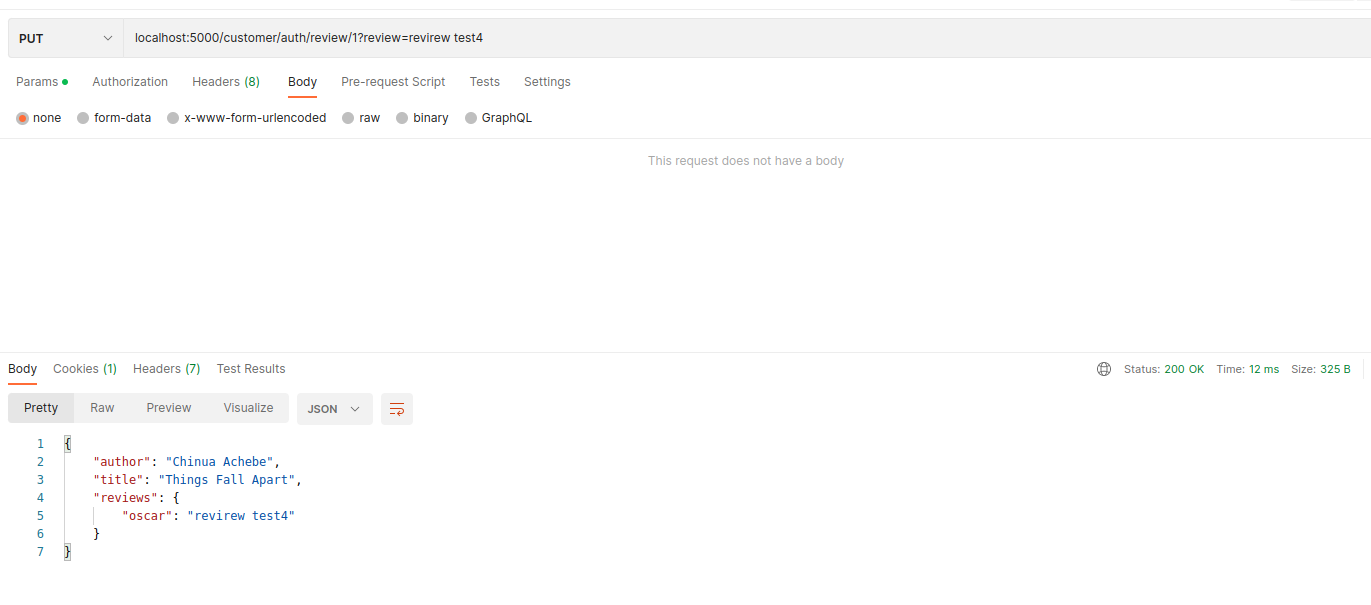 PUT localhost:5000/customer/auth/review/1?review=revirew test4
Params Authorization Headers (8) Body Pre-request Script Tests Settings
none form-data x-www-form-urlencoded raw binary GraphQL
This request does not have a body
Body Cookies (1) Headers (7) Test Results Status: 200 OK Time: 12 ms Size: 325 B
Pretty Raw Preview Visualize JSON
1 {
2 "author": "Chinua Achebe",
3 "title": "Things Fall Apart",
4 "reviews": {
5 "oscar": "revirew test4"
6 }
7 }